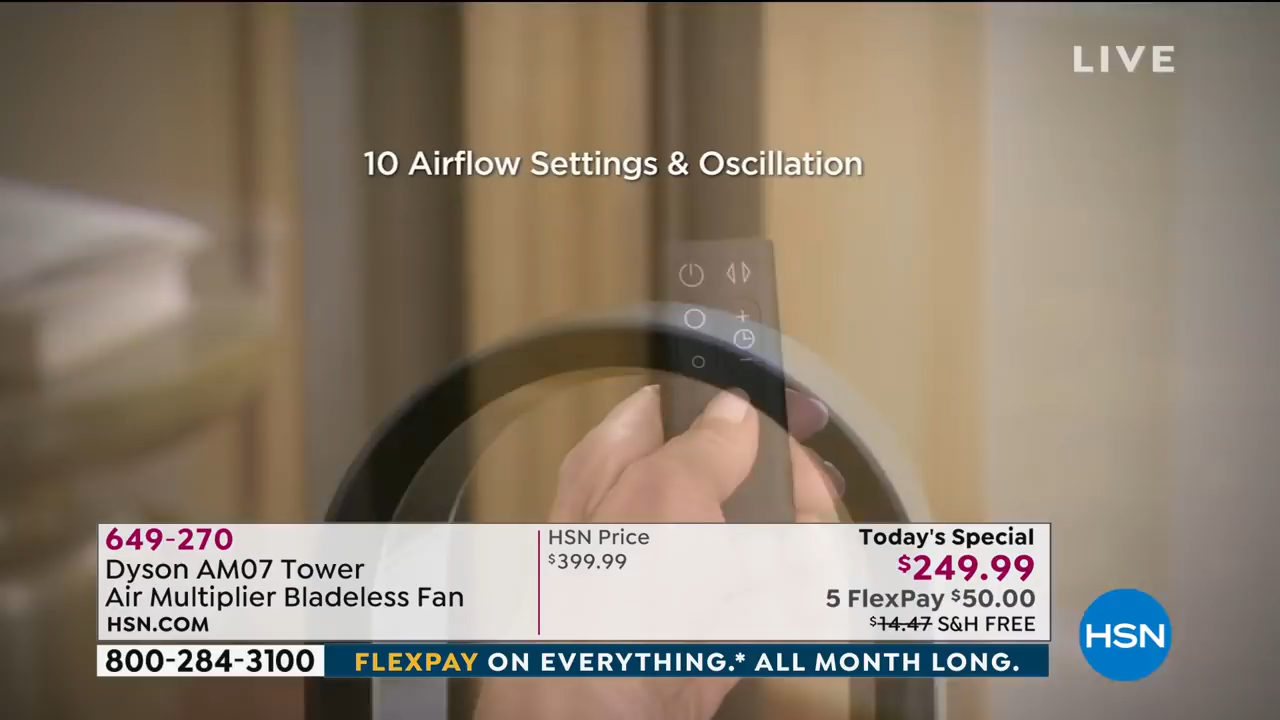 LIVE
10 Airflow Settings & Oscillation
649-270
Dyson AM07 Tower
Air Multiplier Bladeless Fan
HSN.COM
HSN Price
$399.99
Today's Special
$249.99
5 FlexPay $50.00
$14.47 S&H FREE
HSN
800-284-3100
FLEXPAY ON EVERYTHING.* ALL MONTH LONG.